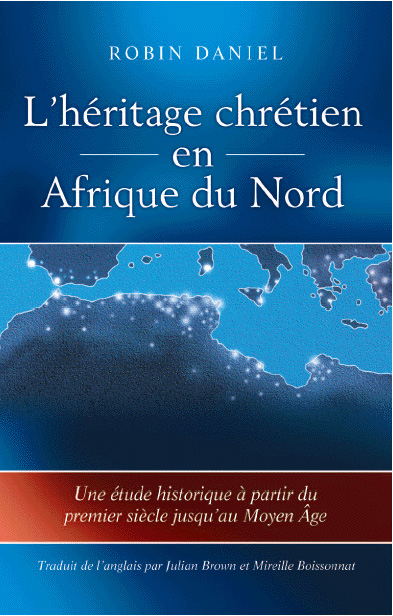 ROBIN DANIEL
L'héritage chrétien
en
Afrique du Nord
Une étude historique à partir du
premier siècle jusqu'au Moyen Âge
Traduit de l'anglais par Julian Brown et Mireille Boissonnat